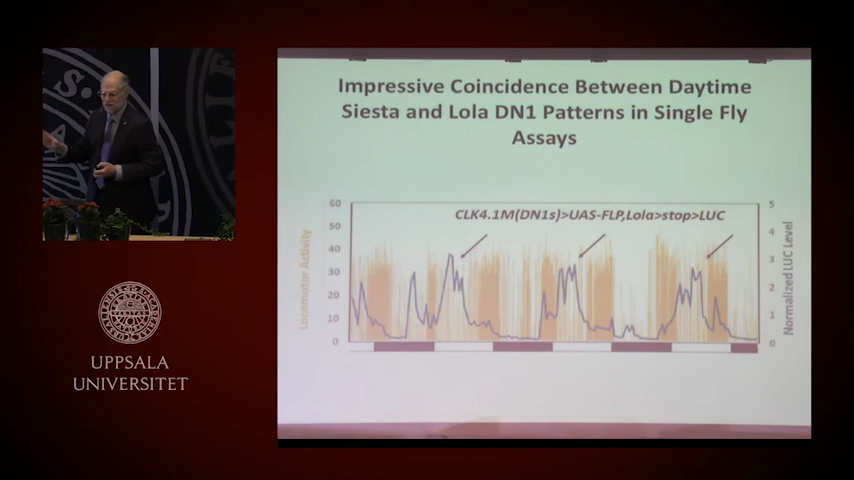 Impressive Coincidence Between Daytime
Siesta and Lola DN1 Patterns in Single Fly
Assays
CLK4.1M(DN1s)>UAS-FLP,Lola>stop>LUC
Locomotor Activity
60
50
40
30
20
10
0
5
4
3
2
1
0
Normalized LUC Level
VERITAS
UPPSALA
UNIVERSITET